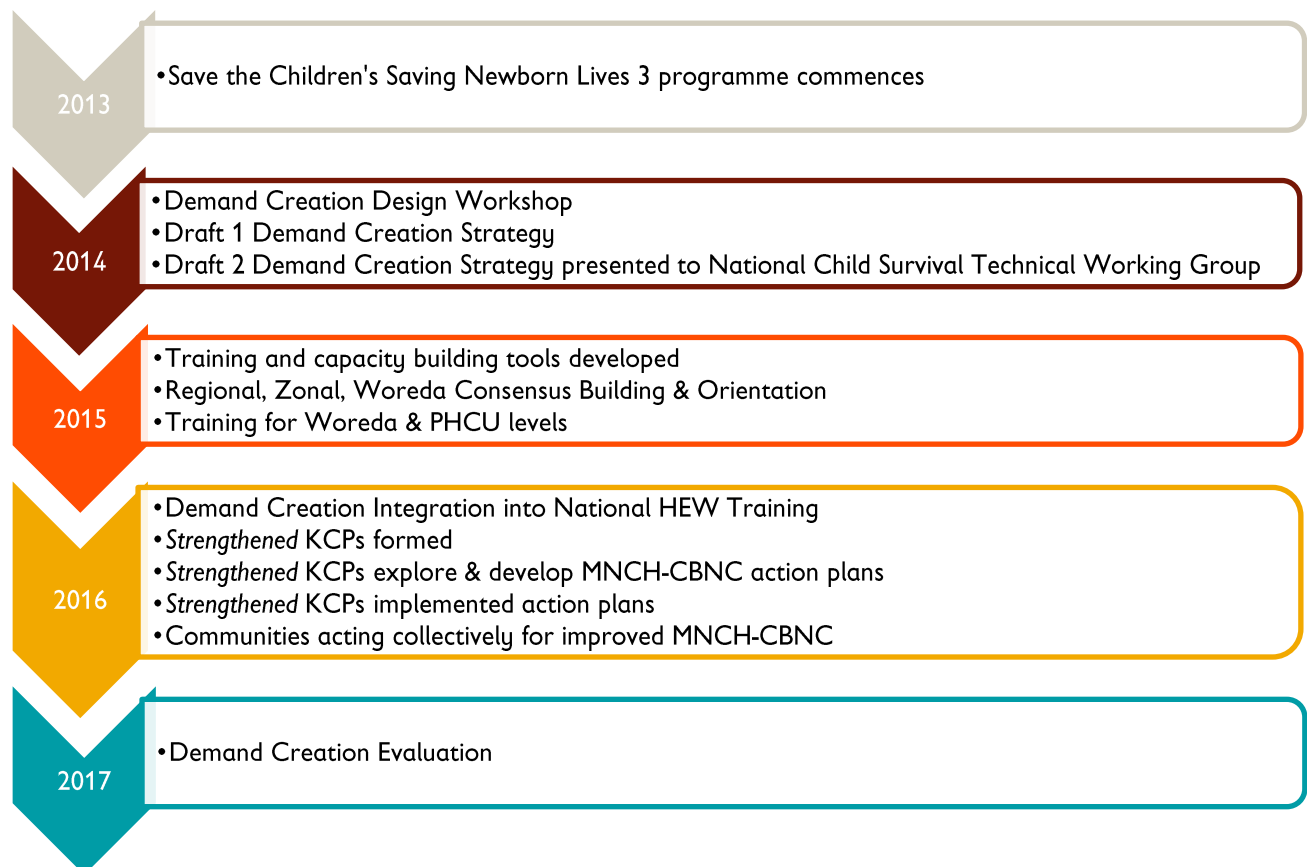 2013
•Save the Children's Saving Newborn Lives 3 programme commences
2014
•Demand Creation Design Workshop
•Draft 1 Demand Creation Strategy
•Draft 2 Demand Creation Strategy presented to National Child Survival Technical Working Group
2015
•Training and capacity building tools developed
•Regional, Zonal, Woreda Consensus Building & Orientation
•Training for Woreda & PHCU levels
2016
•Demand Creation Integration into National HEW Training
•Strengthened KCPs formed
•Strengthened KCPs explore & develop MNCH-CBNC action plans
•Strengthened KCPs implemented action plans
•Communities acting collectively for improved MNCH-CBNC
2017
•Demand Creation Evaluation